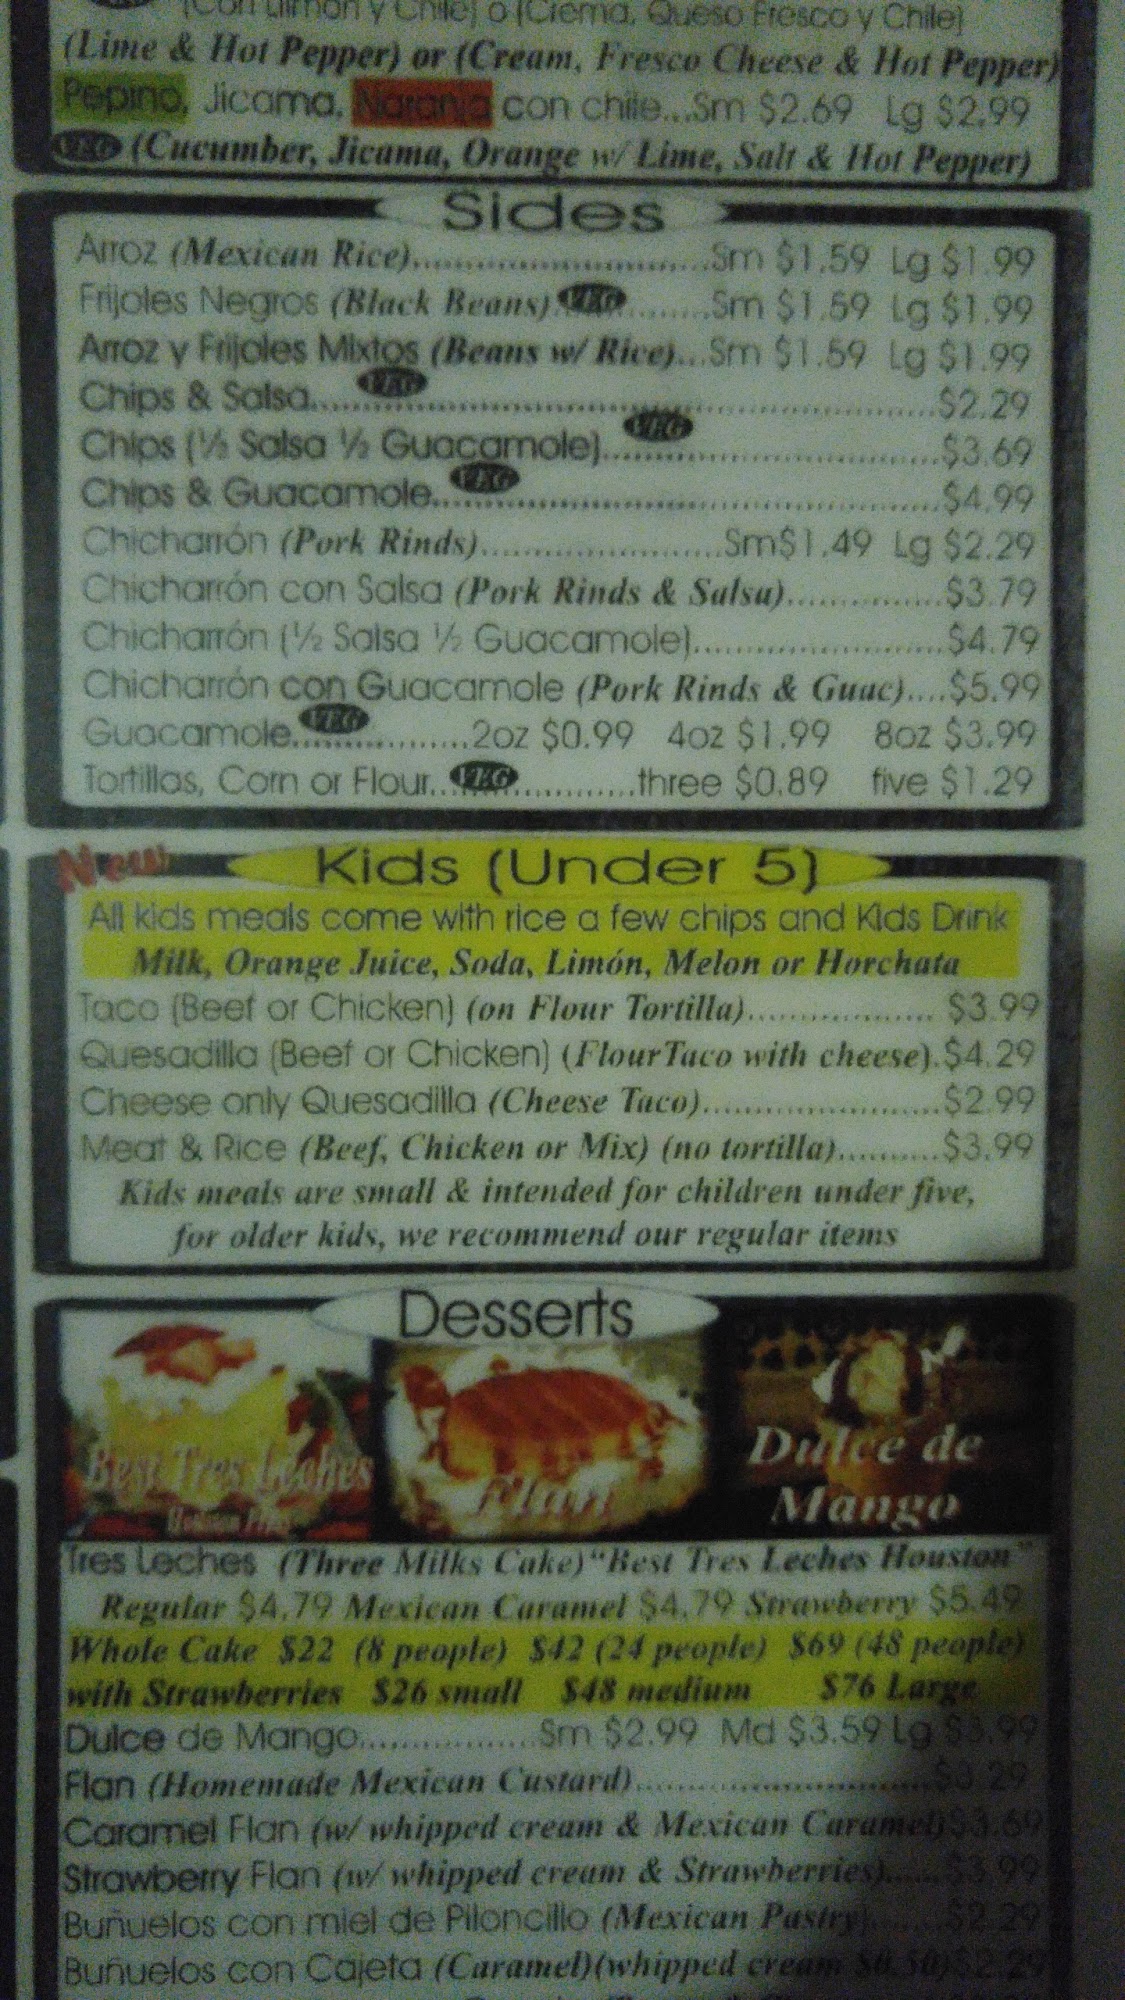 (Con Limón y Chile) o (Crema, Queso Fresco y Chile)
(Lime & Hot Pepper) or (Cream, Fresco Cheese & Hot Pepper)
Pepino, Jicama, Naranja con chile...Sm $2.69 Lg $2.99
VEG (Cucumber, Jicama, Orange w/ Lime, Salt & Hot Pepper)
Sides
Arroz (Mexican Rice)...Sm $1.59 Lg $1.99
Frijoles Negros (Black Beans) VEG...Sm $1.59 Lg $1.99
Arroz y Frijoles Mixtos (Beans w/ Rice)...Sm $1.59 Lg $1.99
Chips & Salsa... VEG ...$2.29
Chips (½ Salsa ½ Guacamole)... VEG ...$3.69
Chips & Guacamole... VEG ...$4.99
Chicharrón (Pork Rinds)...Sm$1.49 Lg $2.29
Chicharrón con Salsa (Pork Rinds & Salsa)...$3.79
Chicharrón (½ Salsa ½ Guacamole)...$4.79
Chicharrón con Guacamole (Pork Rinds & Guac)....$5.99
Guacamole... VEG ...2oz $0.99 4oz $1.99 8oz $3.99
Tortillas, Corn or Flour... VEG ...three $0.89 five $1.29
New Kids (Under 5)
All kids meals come with rice a few chips and Kids Drink
Milk, Orange Juice, Soda, Limón, Melon or Horchata
Taco (Beef or Chicken) (on Flour Tortilla)... $3.99
Quesadilla (Beef or Chicken) (Flour Taco with cheese).$4.29
Cheese only Quesadilla (Cheese Taco)...$2.99
Meat & Rice (Beef, Chicken or Mix) (no tortilla)...$3.99
Kids meals are small & intended for children under five,
for older kids, we recommend our regular items
Desserts
Best Tres Leches
Flan
Dulce de
Mango
Tres Leches (Three Milks Cake)"Best Tres Leches Houston"
Regular $4.79 Mexican Caramel $4.79 Strawberry $5.49
Whole Cake $22 (8 people) $42 (24 people) $69 (48 people)
with Strawberries $26 small $48 medium $76 Large
Dulce de Mango...Sm $2.99 Md $3.59 Lg $3.99
Flan (Homemade Mexican Custard)...$3.29
Caramel Flan (w/ whipped cream & Mexican Caramel)$3.69
Strawberry Flan (w/ whipped cream & Strawberries)...$3.99
Buñuelos con miel de Piloncillo (Mexican Pastry)...$2.29
Buñuelos con Cajeta (Caramel)(whipped cream $0.50)$2.29